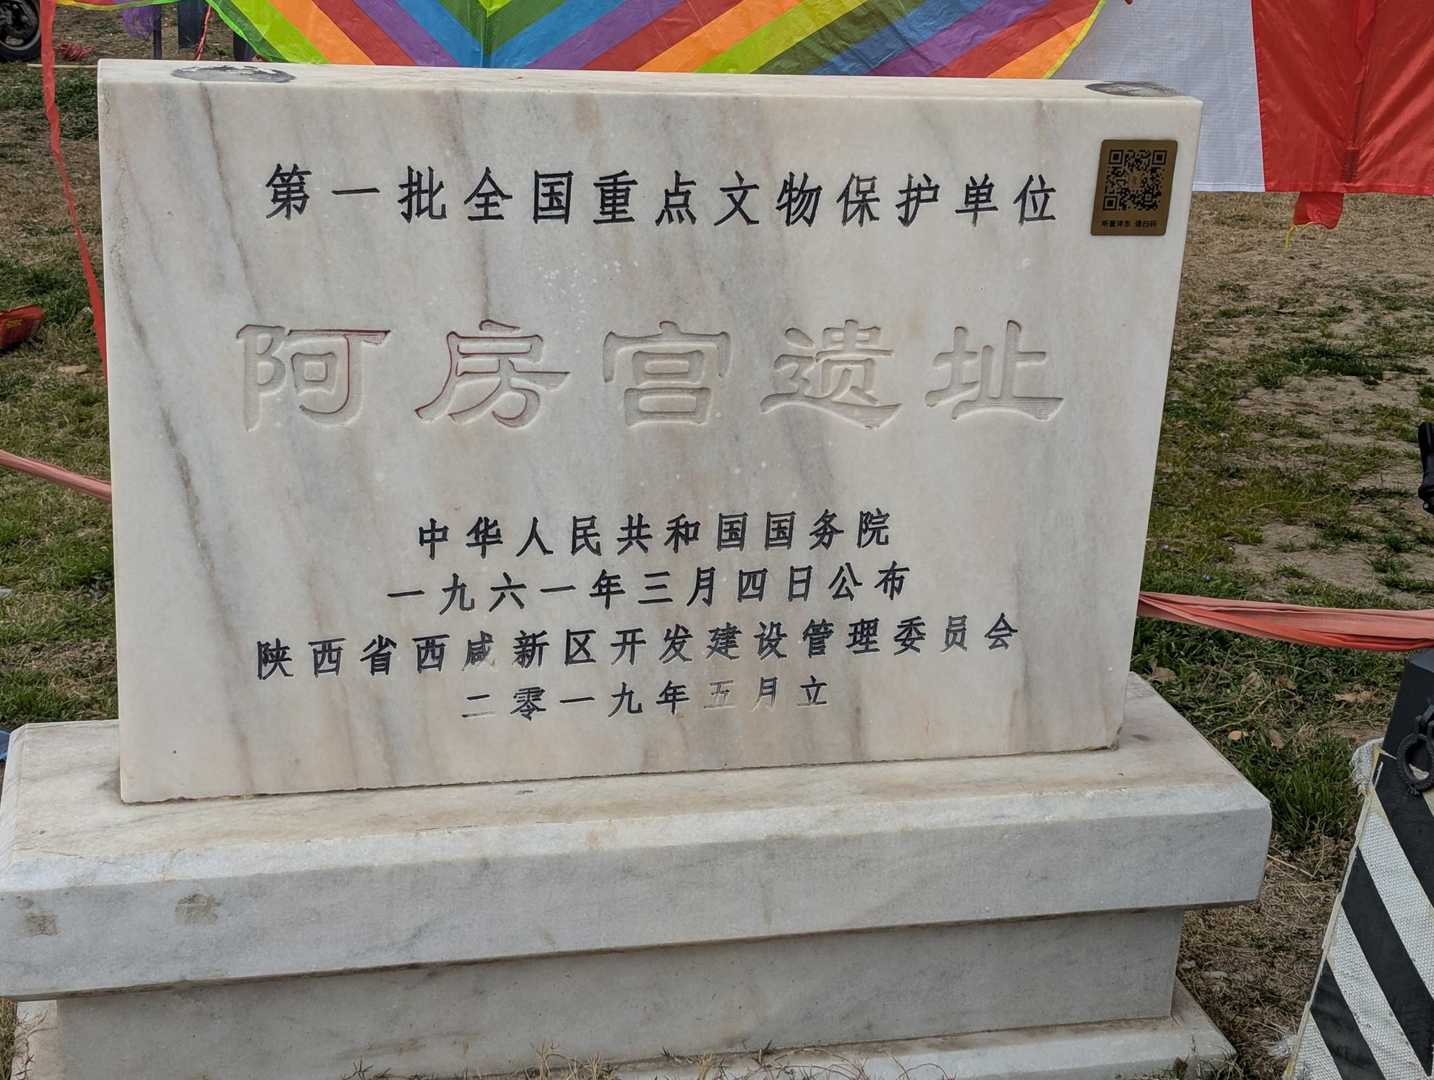 第一批全国重点文物保护单位
阿房宫遗址
中华人民共和国国务院
一九六一年三月四日公布
陕西省西咸新区开发建设管理委员会
二零一九年五月立